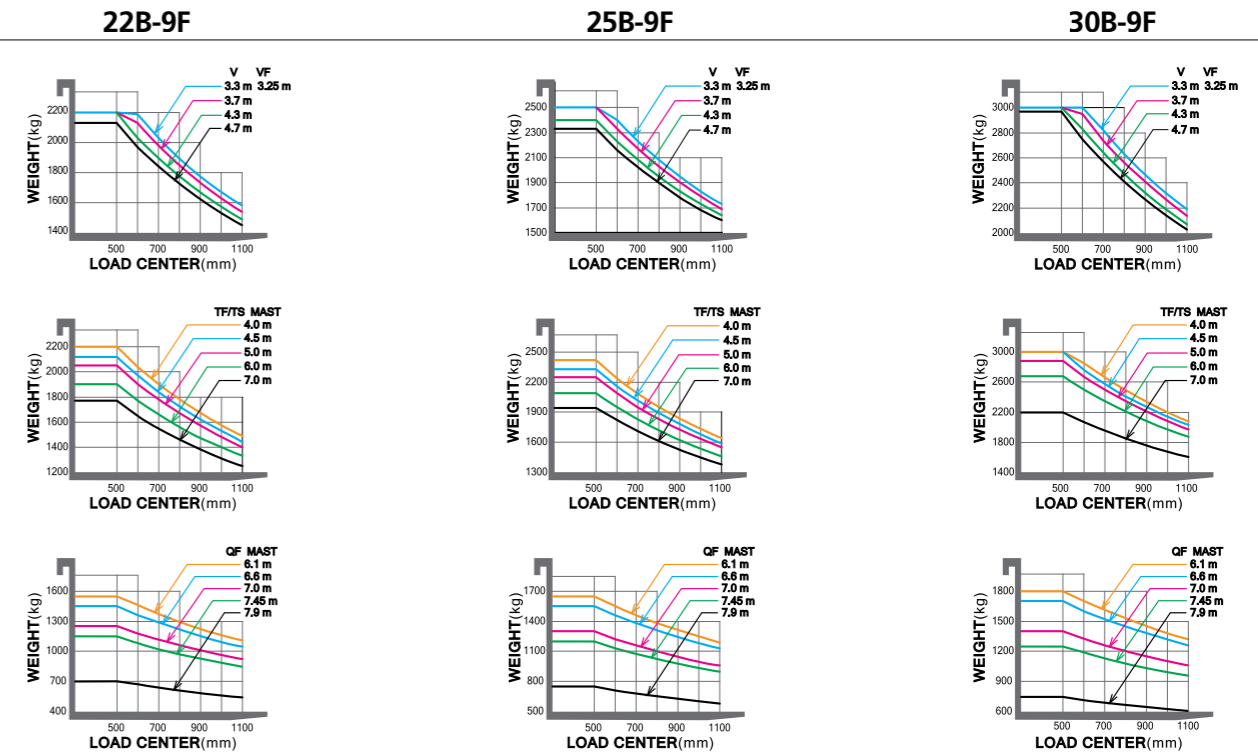 22B-9F 25B-9F 30B-9F
V VF
3.3 m 3.25 m
3.7 m
4.3 m
4.7 m
WEIGHT(kg)
2200
2000
1800
1600
1400
500 700 900 1100
LOAD CENTER(mm)
V VF
3.3 m 3.25 m
3.7 m
4.3 m
4.7 m
WEIGHT(kg)
2500
2300
2100
1900
1700
1500
500 700 900 1100
LOAD CENTER(mm)
V VF
3.3 m 3.25 m
3.7 m
4.3 m
4.7 m
WEIGHT(kg)
3000
2800
2600
2400
2200
2000
500 700 900 1100
LOAD CENTER(mm)
TF/TS MAST
4.0 m
4.5 m
5.0 m
6.0 m
7.0 m
WEIGHT(kg)
2200
2000
1800
1600
1400
1200
500 700 900 1100
LOAD CENTER(mm)
TF/TS MAST
4.0 m
4.5 m
5.0 m
6.0 m
7.0 m
WEIGHT(kg)
2500
2200
1900
1600
1300
500 700 900 1100
LOAD CENTER(mm)
TF/TS MAST
4.0 m
4.5 m
5.0 m
6.0 m
7.0 m
WEIGHT(kg)
3000
2600
2200
1800
1400
500 700 900 1100
LOAD CENTER(mm)
QF MAST
6.1 m
6.6 m
7.0 m
7.45 m
7.9 m
WEIGHT(kg)
1600
1300
1000
700
400
500 700 900 1100
LOAD CENTER(mm)
QF MAST
6.1 m
6.6 m
7.0 m
7.45 m
7.9 m
WEIGHT(kg)
1700
1400
1100
800
500
500 700 900 1100
LOAD CENTER(mm)
QF MAST
6.1 m
6.6 m
7.0 m
7.45 m
7.9 m
WEIGHT(kg)
1800
1500
1200
900
600
500 700 900 1100
LOAD CENTER(mm)